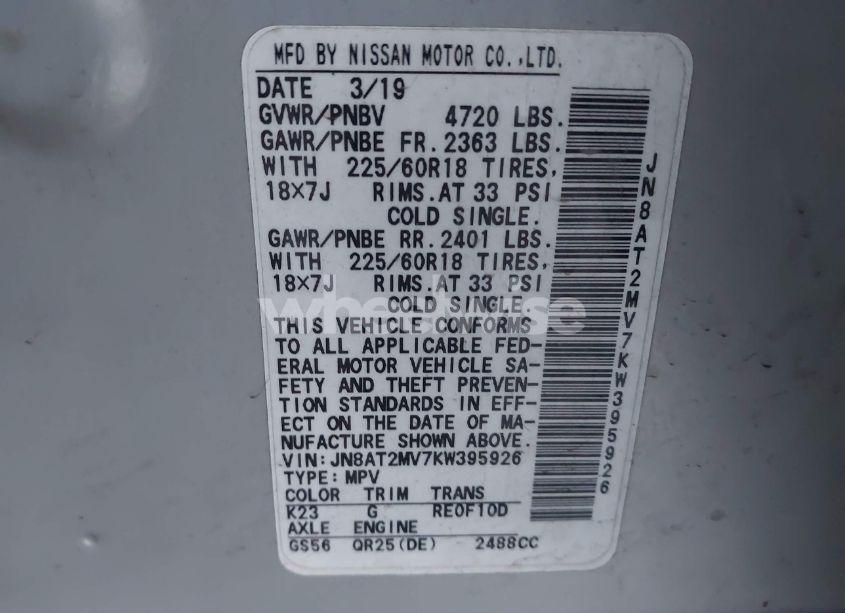 MFD BY NISSAN MOTOR CO.,LTD.
DATE 3/19
GVWR/PNBV 4720 LBS.
GAWR/PNBE FR. 2363 LBS.
WITH 225/60R18 TIRES,
18×7J RIMS.AT 33 PSI
COLD SINGLE.
GAWR/PNBE RR. 2401 LBS.
WITH 225/60R18 TIRES,
18×7J RIMS.AT 33 PSI
COLD SINGLE.
THIS VEHICLE CONFORMS
TO ALL APPLICABLE FED-
ERAL MOTOR VEHICLE SA-
FETY AND THEFT PREVEN-
TION STANDARDS IN EFF-
ECT ON THE DATE OF MA-
NUFACTURE SHOWN ABOVE.
VIN:JN8AT2MV7KW395926
TYPE:MPV
COLOR TRIM TRANS
K23 G RE0F10D
AXLE ENGINE
GS56 QR25(DE) 2488CC
JN8AT2MV7KW395926